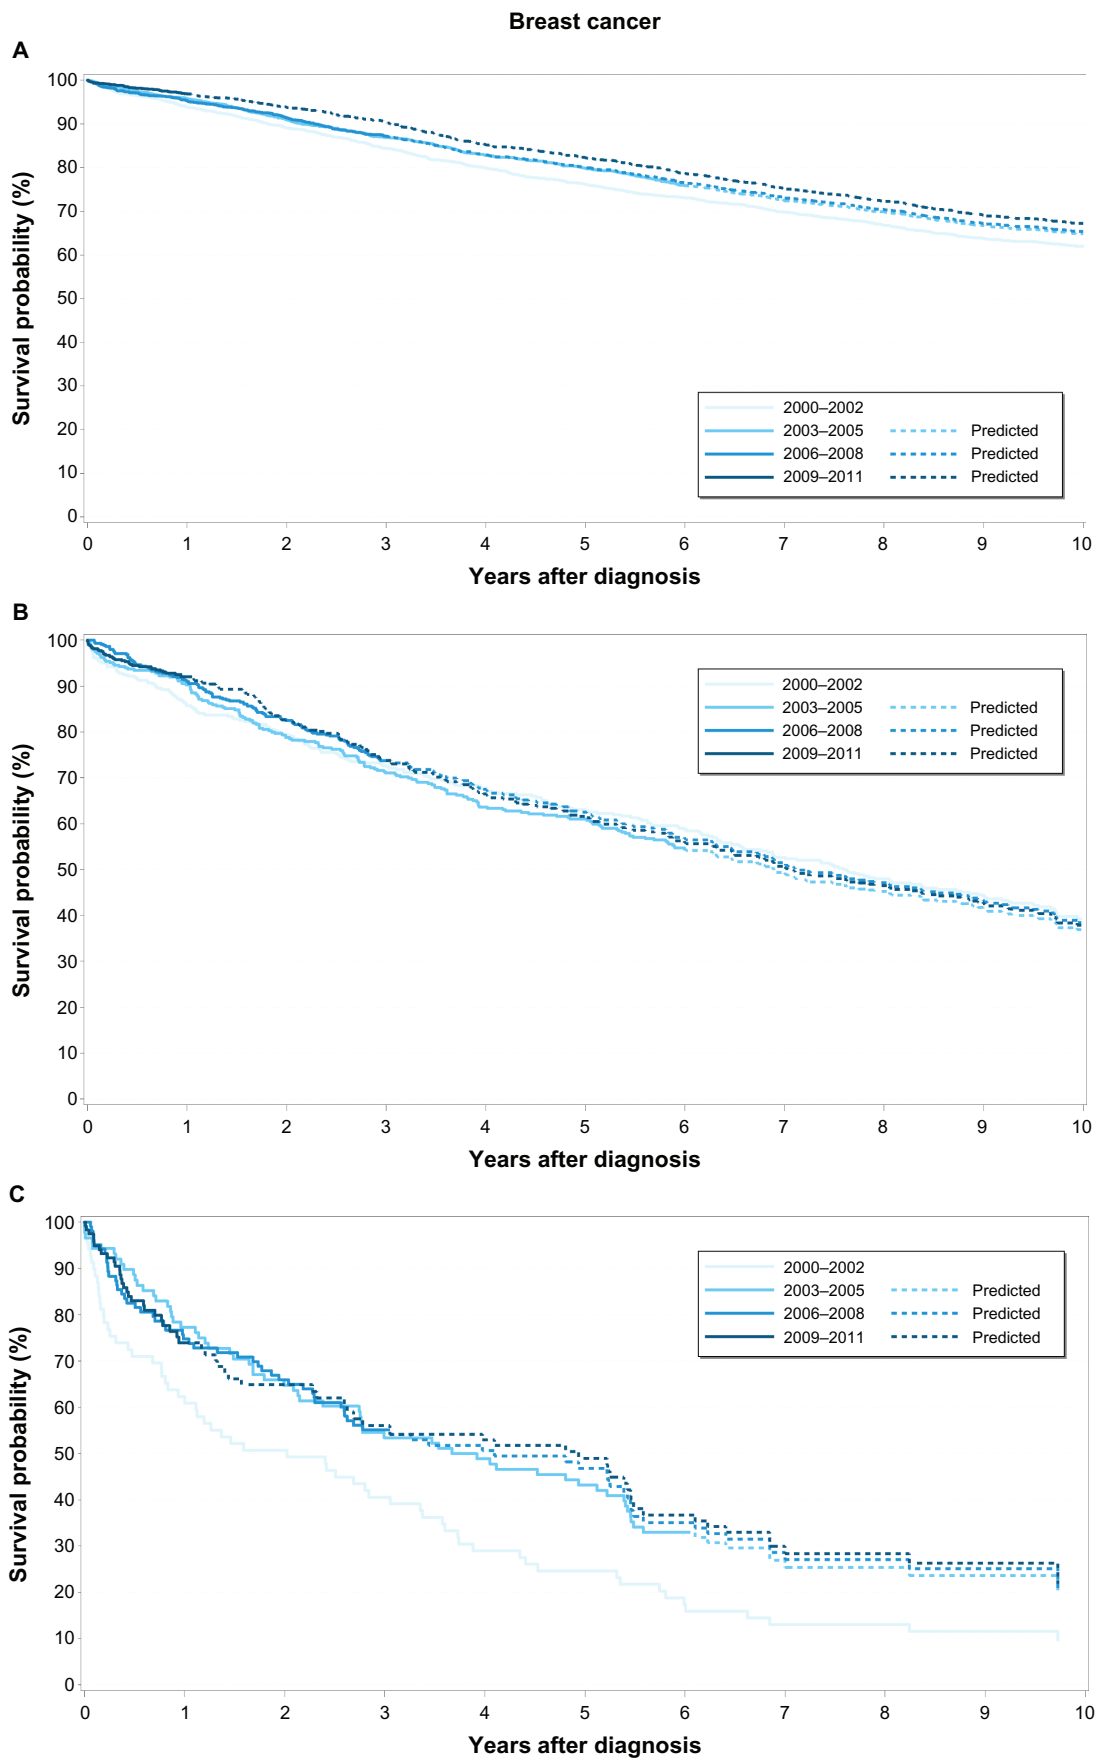 Breast cancer
A
Survival probability (%)
100
90
80
70
60
50
40
30
20
10
0
2000–2002
2003–2005 Predicted
2006–2008 Predicted
2009–2011 Predicted
0 1 2 3 4 5 6 7 8 9 10
Years after diagnosis
B
Survival probability (%)
100
90
80
70
60
50
40
30
20
10
0
2000–2002
2003–2005 Predicted
2006–2008 Predicted
2009–2011 Predicted
0 1 2 3 4 5 6 7 8 9 10
Years after diagnosis
C
Survival probability (%)
100
90
80
70
60
50
40
30
20
10
0
2000–2002
2003–2005 Predicted
2006–2008 Predicted
2009–2011 Predicted
0 1 2 3 4 5 6 7 8 9 10
Years after diagnosis